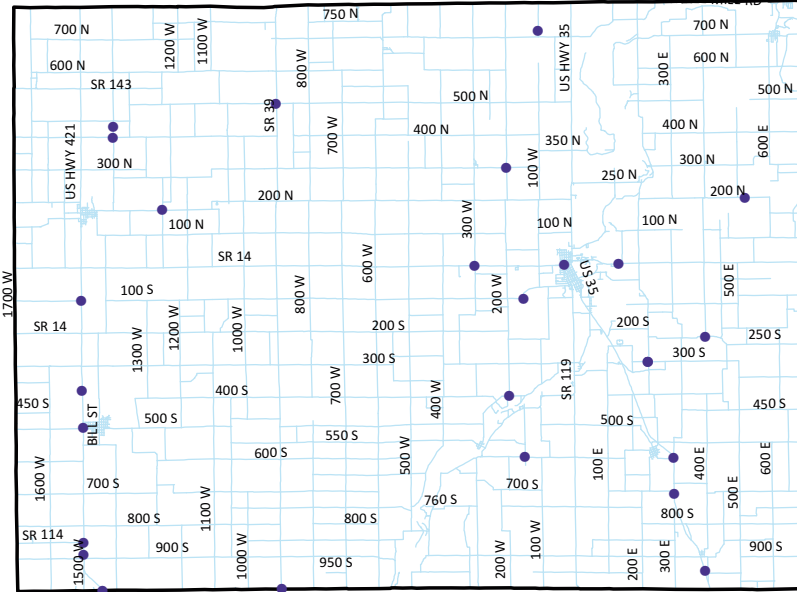 750 N
700 N
1200 W
1100 W
800 W
US HWY 35
300 E
700 N
600 N
600 N
SR 143
500 N
500 N
SR 39
US HWY 421
700 W
400 N
400 N
350 N
600 E
300 N
100 W
300 N
250 N
200 N
200 N
100 N
300 W
100 N
100 N
SR 14
600 W
1700 W
100 S
800 W
200 W
US 35
500 E
SR 14
1300 W
1200 W
1000 W
200 S
200 S
250 S
300 S
300 S
SR 119
450 S
400 S
700 W
400 W
450 S
BILL ST
500 S
500 S
550 S
600 S
500 W
100 E
400 E
600 E
1600 W
700 S
700 S
1100 W
760 S
500 E
800 S
800 S
800 S
SR 114
1500 W
900 S
1000 W
950 S
200 W
100 W
200 E
300 E
900 S